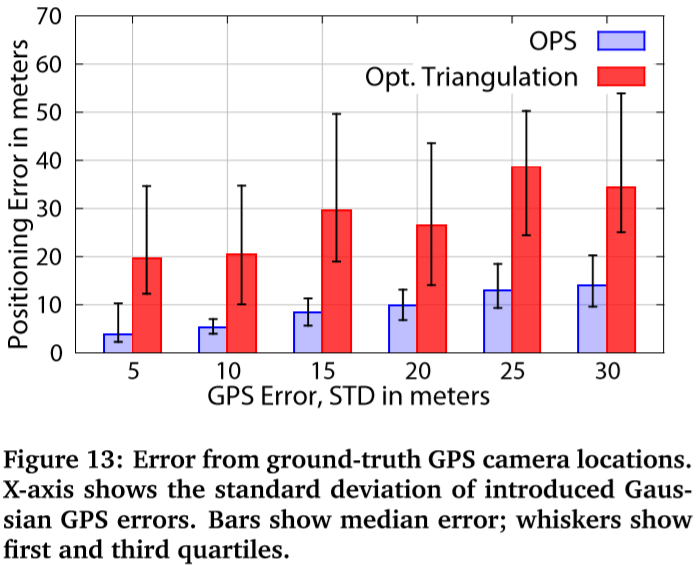 70
60
50
40
30
20
10
0
Positioning Error in meters
OPS
Opt. Triangulation
5 10 15 20 25 30
GPS Error, STD in meters
Figure 13: Error from ground-truth GPS camera locations.
X-axis shows the standard deviation of introduced Gaus-
sian GPS errors. Bars show median error; whiskers show
first and third quartiles.